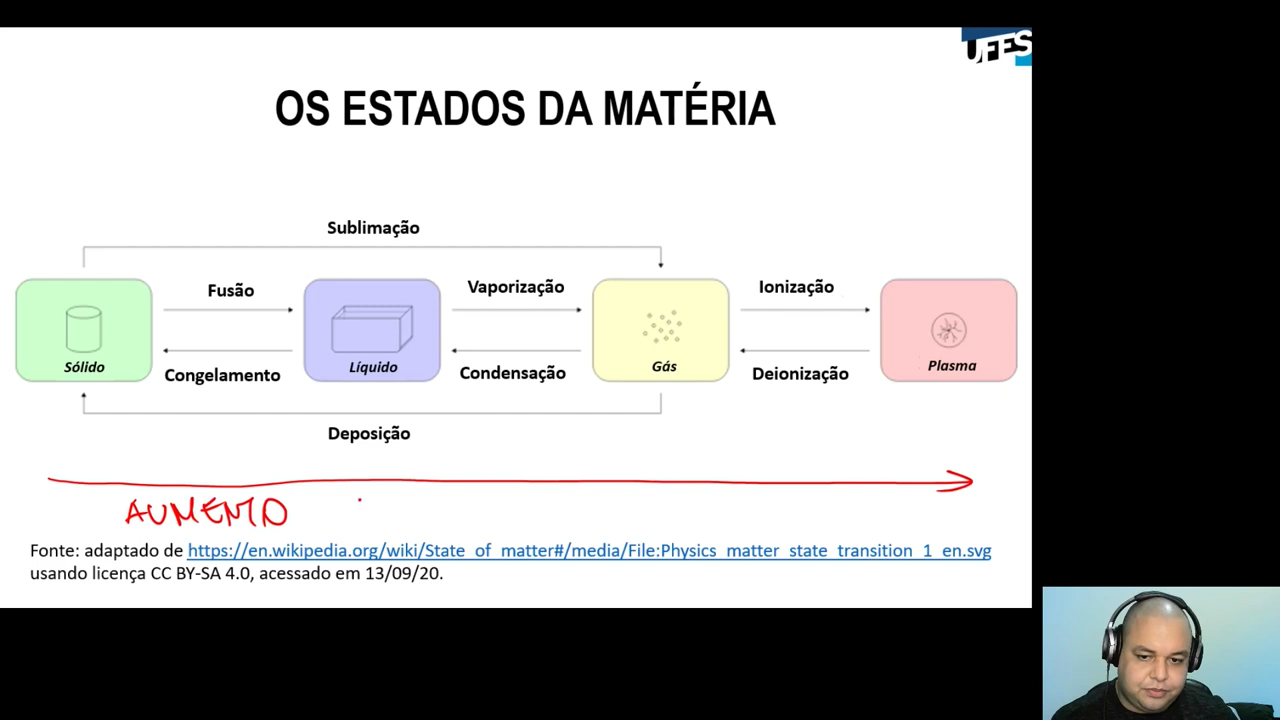 UFES
OS ESTADOS DA MATÉRIA
Sublimação
Fusão
Vaporização
Ionização
Sólido
Líquido
Gás
Plasma
Congelamento
Condensação
Deionização
Deposição
AUMENTO
Fonte: adaptado de https://en.wikipedia.org/wiki/State_of_matter#/media/File:Physics_matter_state_transition_1_en.svg
usando licença CC BY-SA 4.0, acessado em 13/09/20.